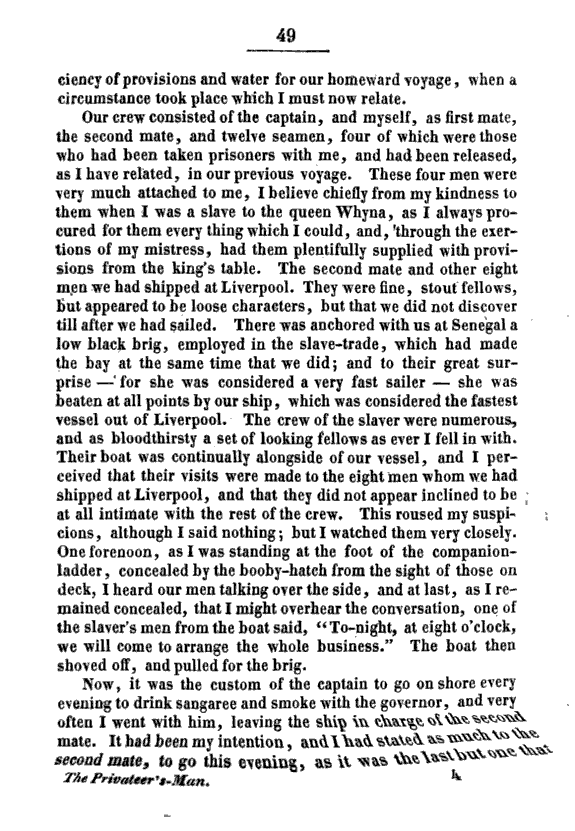 49
ciency of provisions and water for our homeward voyage, when a
circumstance took place which I must now relate.
Our crew consisted of the captain, and myself, as first mate,
the second mate, and twelve seamen, four of which were those
who had been taken prisoners with me, and had been released,
as I have related, in our previous voyage. These four men were
very much attached to me, I believe chiefly from my kindness to
them when I was a slave to the queen Whyna, as I always pro-
cured for them every thing which I could, and, 'through the exer-
tions of my mistress, had them plentifully supplied with provi-
sions from the king's table. The second mate and other eight
men we had shipped at Liverpool. They were fine, stout fellows,
but appeared to be loose characters, but that we did not discover
till after we had sailed. There was anchored with us at Senegal a
low black brig, employed in the slave-trade, which had made
the bay at the same time that we did; and to their great sur-
prise — for she was considered a very fast sailer — she was
beaten at all points by our ship, which was considered the fastest
vessel out of Liverpool. The crew of the slaver were numerous,
and as bloodthirsty a set of looking fellows as ever I fell in with.
Their boat was continually alongside of our vessel, and I per-
ceived that their visits were made to the eight men whom we had
shipped at Liverpool, and that they did not appear inclined to be
at all intimate with the rest of the crew. This roused my suspi-
cions, although I said nothing; but I watched them very closely.
One forenoon, as I was standing at the foot of the companion-
ladder, concealed by the booby-hatch from the sight of those on
deck, I heard our men talking over the side, and at last, as I re-
mained concealed, that I might overhear the conversation, one of
the slaver's men from the boat said, “To-night, at eight o'clock,
we will come to arrange the whole business.” The boat then
shoved off, and pulled for the brig.
Now, it was the custom of the captain to go on shore every
evening to drink sangaree and smoke with the governor, and very
often I went with him, leaving the ship in charge of the second
mate. It had been my intention, and I had stated as much to the
second mate, to go this evening, as it was the last but one that
The Privateer's-Man. 4